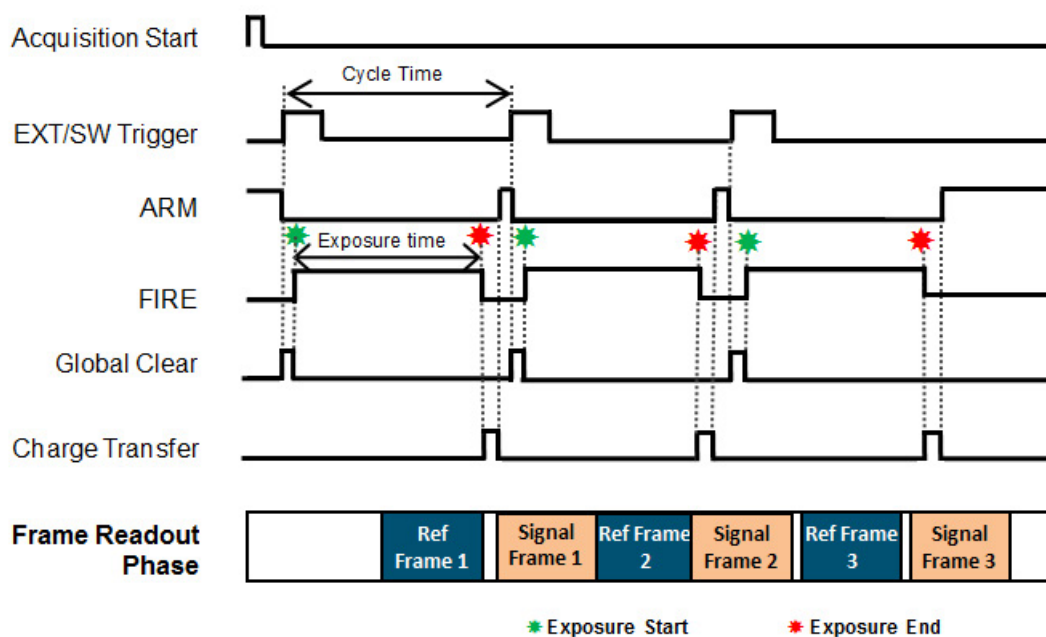 Acquisition Start
Cycle Time
EXT/SW Trigger
ARM
Exposure time
FIRE
Global Clear
Charge Transfer
Frame Readout
Phase
Ref
Frame 1
Signal
Frame 1
Ref Frame
2
Signal
Frame 2
Ref Frame
3
Signal
Frame 3
Exposure Start
Exposure End